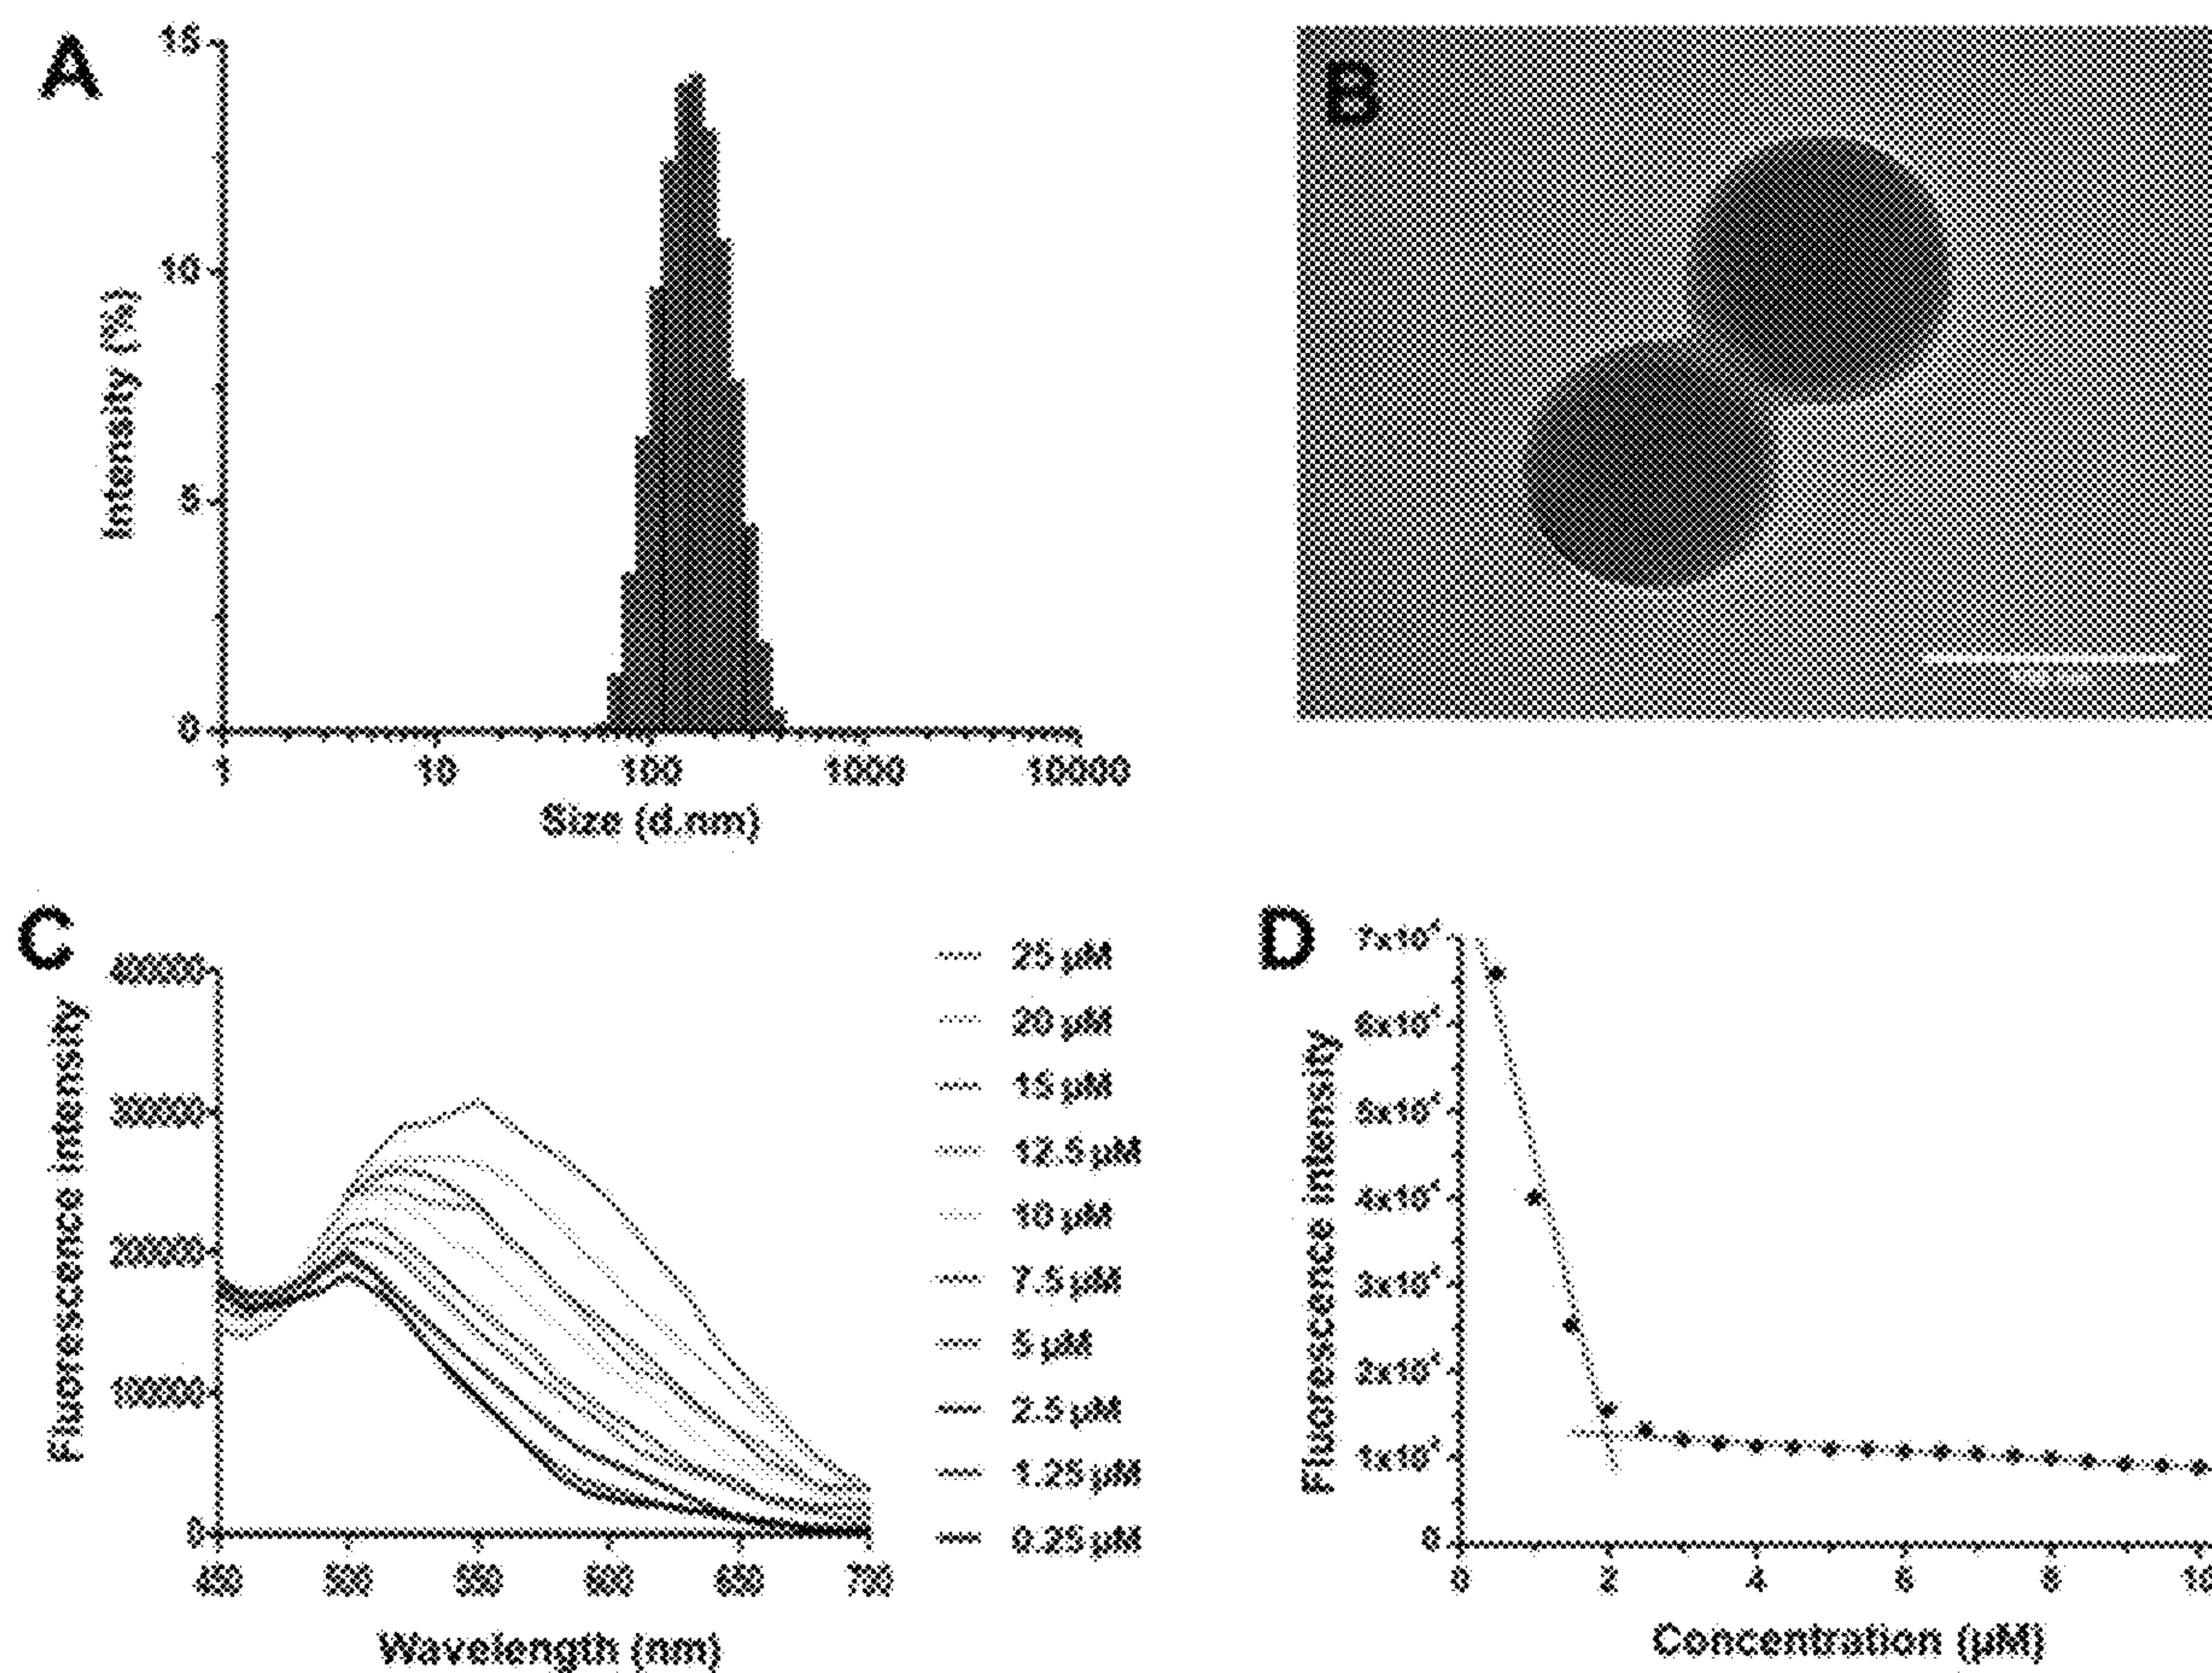 A
15
10
5
0
Intensity (%)
1 10 100 1000 10000
Size (d.nm)
B
C
40000
30000
20000
10000
0
Fluorescence intensity
450 500 550 600 650 700
Wavelength (nm)
25 µM
20 µM
15 µM
12.5 µM
10 µM
7.5 µM
5 µM
2.5 µM
1.25 µM
0.25 µM
D
Fluorescence intensity
0
0 2 4 6 8 10
Concentration (µM)